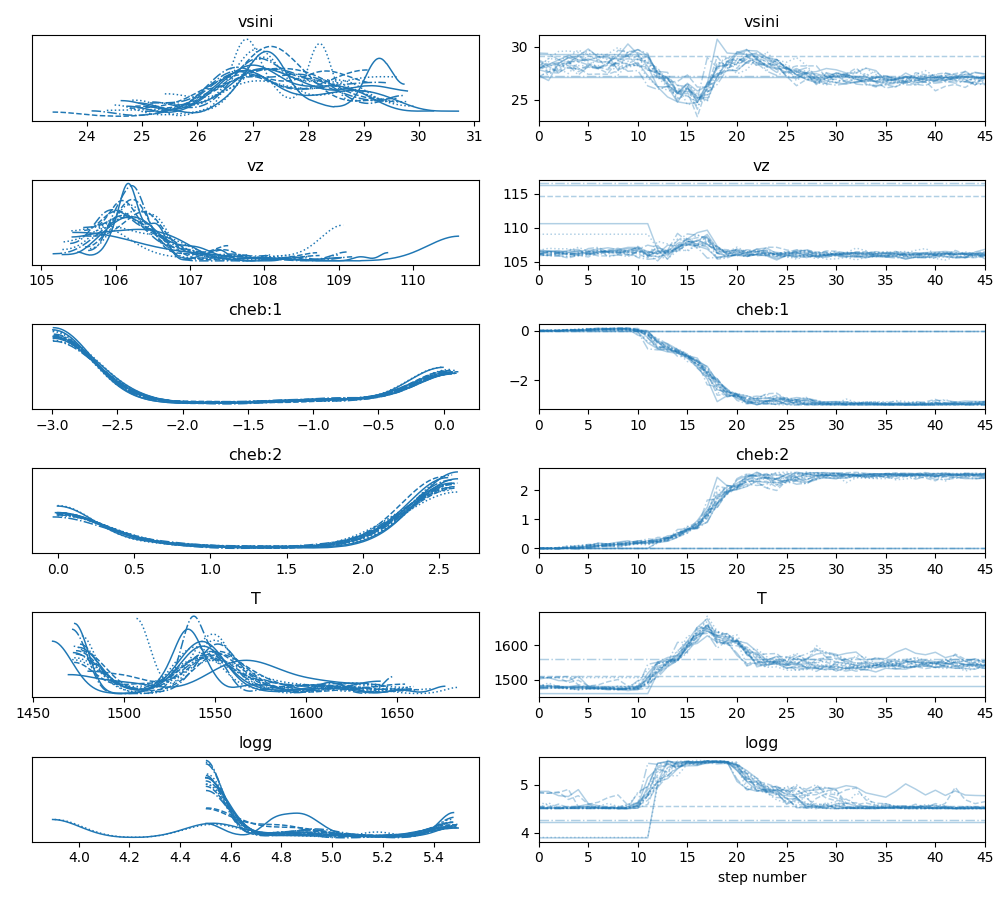 vsini
vsini
30
25
24 25 26 27 28 29 30 31
0 5 10 15 20 25 30 35 40 45
vz
vz
115
110
105
105 106 107 108 109 110
0 5 10 15 20 25 30 35 40 45
cheb:1
cheb:1
0
−2
−3.0 −2.5 −2.0 −1.5 −1.0 −0.5 0.0
0 5 10 15 20 25 30 35 40 45
cheb:2
cheb:2
2
1
0
0.0 0.5 1.0 1.5 2.0 2.5
0 5 10 15 20 25 30 35 40 45
T
T
1600
1500
1450 1500 1550 1600 1650
0 5 10 15 20 25 30 35 40 45
logg
logg
5
4
4.0 4.2 4.4 4.6 4.8 5.0 5.2 5.4
0 5 10 15 20 25 30 35 40 45
step number